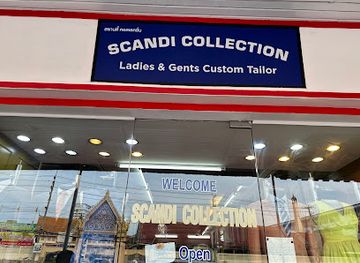 SCANDI COLLECTION
Ladies & Gents Custom Tailor
WELCOME
SCANDI COLLECTION
Open